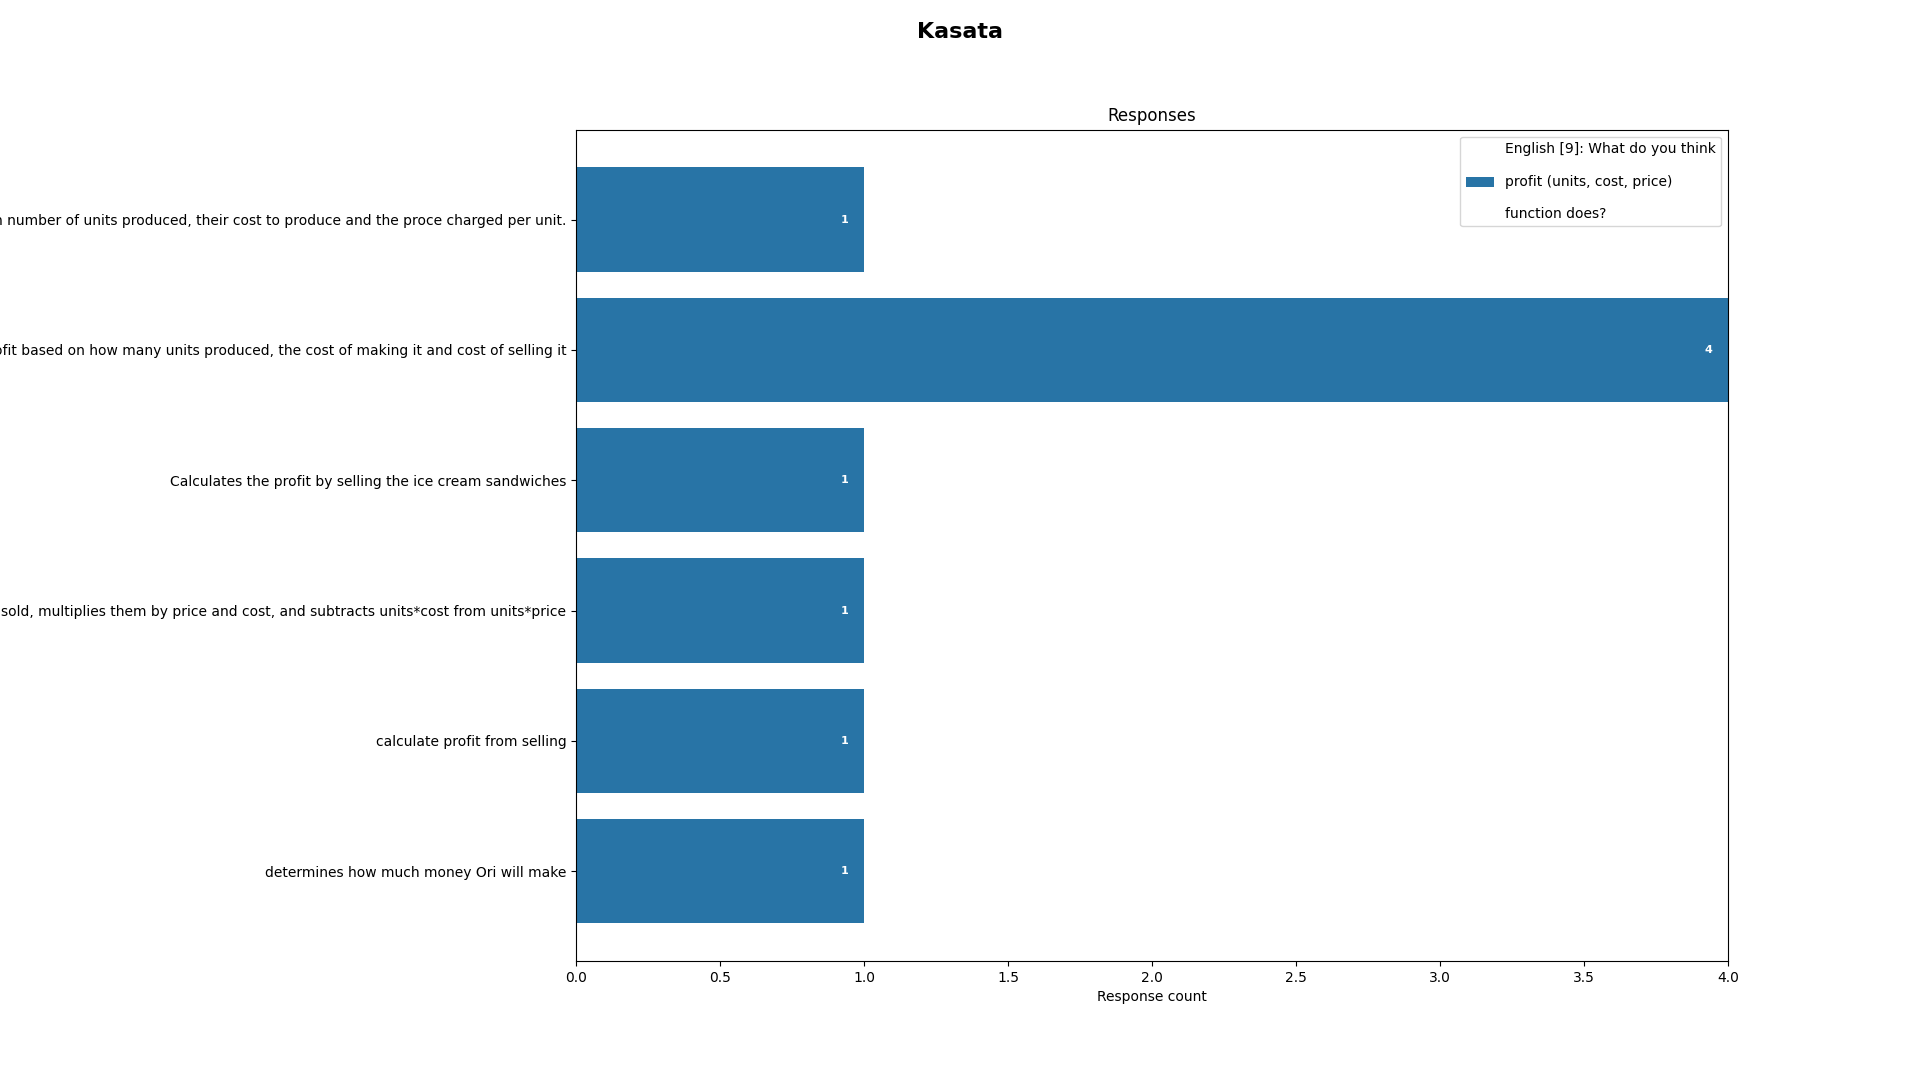 Kasata
Responses
English [9]: What do you think
profit (units, cost, price)
function does?
number of units produced, their cost to produce and the proce charged per unit.
1
based on how many units produced, the cost of making it and cost of selling it
4
Calculates the profit by selling the ice cream sandwiches
1
sold, multiplies them by price and cost, and subtracts units*cost from units*price
1
calculate profit from selling
1
determines how much money Ori will make
1
0.0 0.5 1.0 1.5 2.0 2.5 3.0 3.5 4.0
Response count